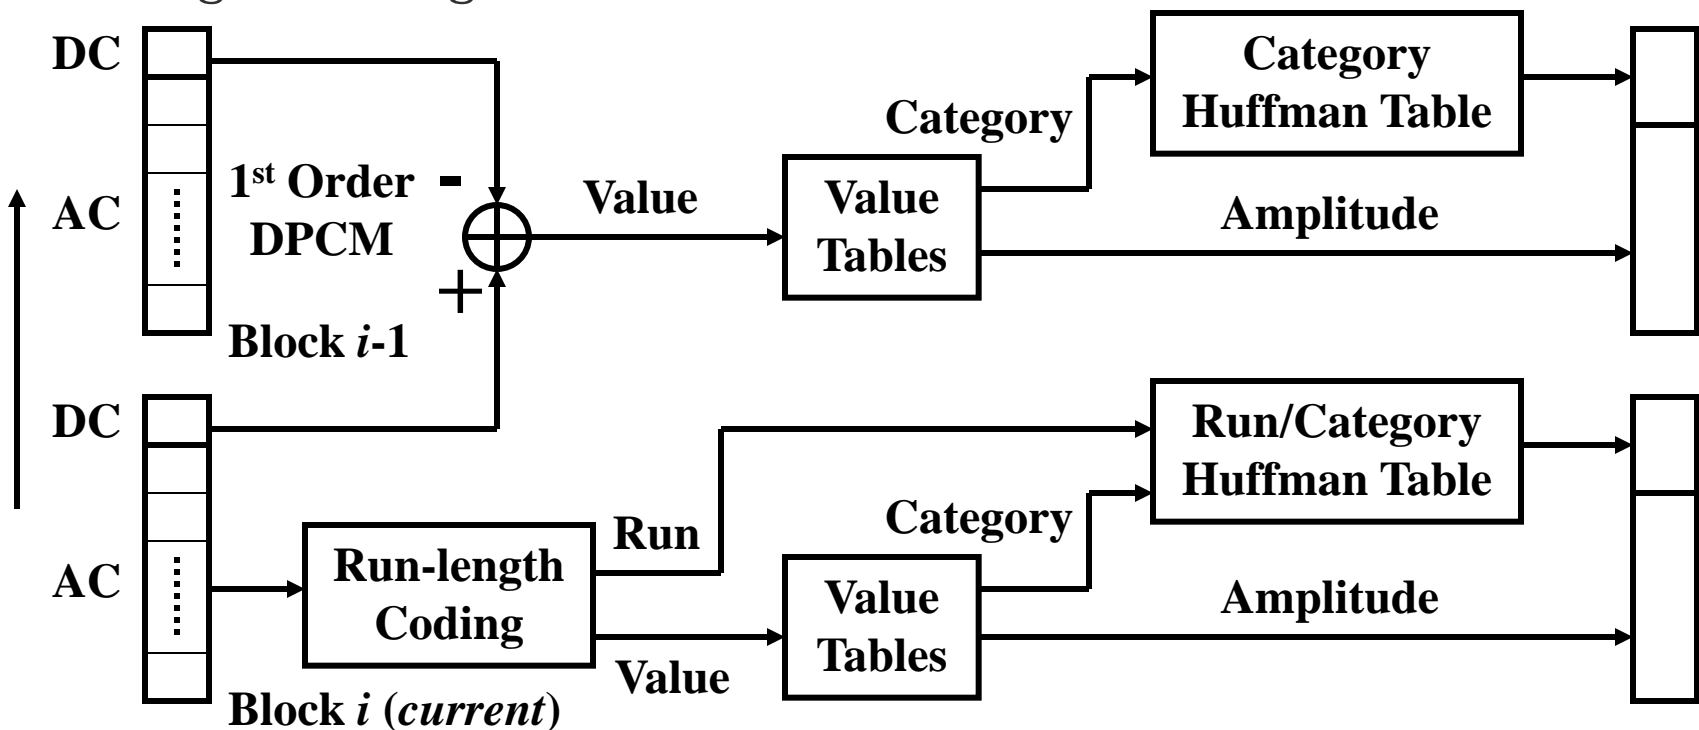 DC
AC
1st Order -
DPCM
+
Block i-1
Value
Value
Tables
Category
Category
Huffman Table
Amplitude
DC
AC
Run-length
Coding
Block i (current)
Run
Value
Value
Tables
Category
Run/Category
Huffman Table
Amplitude